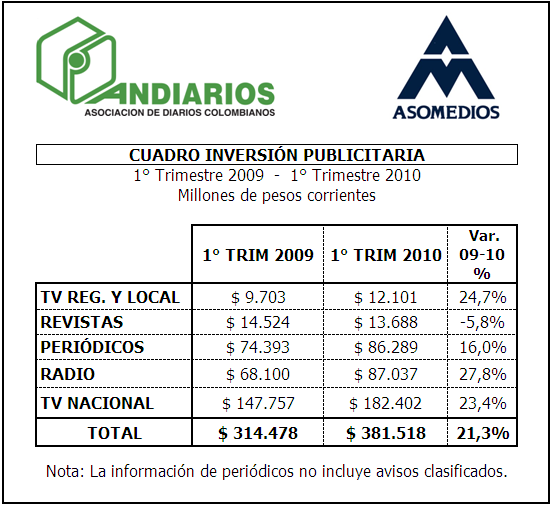 ANDIARIOS
ASOCIACION DE DIARIOS COLOMBIANOS
ASOMEDIOS
CUADRO INVERSIÓN PUBLICITARIA
1° Trimestre 2009 - 1° Trimestre 2010
Millones de pesos corrientes
1° TRIM 2009 1° TRIM 2010 Var. 09-10 %
TV REG. Y LOCAL $ 9.703 $ 12.101 24,7%
REVISTAS $ 14.524 $ 13.688 -5,8%
PERIÓDICOS $ 74.393 $ 86.289 16,0%
RADIO $ 68.100 $ 87.037 27,8%
TV NACIONAL $ 147.757 $ 182.402 23,4%
TOTAL $ 314.478 $ 381.518 21,3%
Nota: La información de periódicos no incluye avisos clasificados.